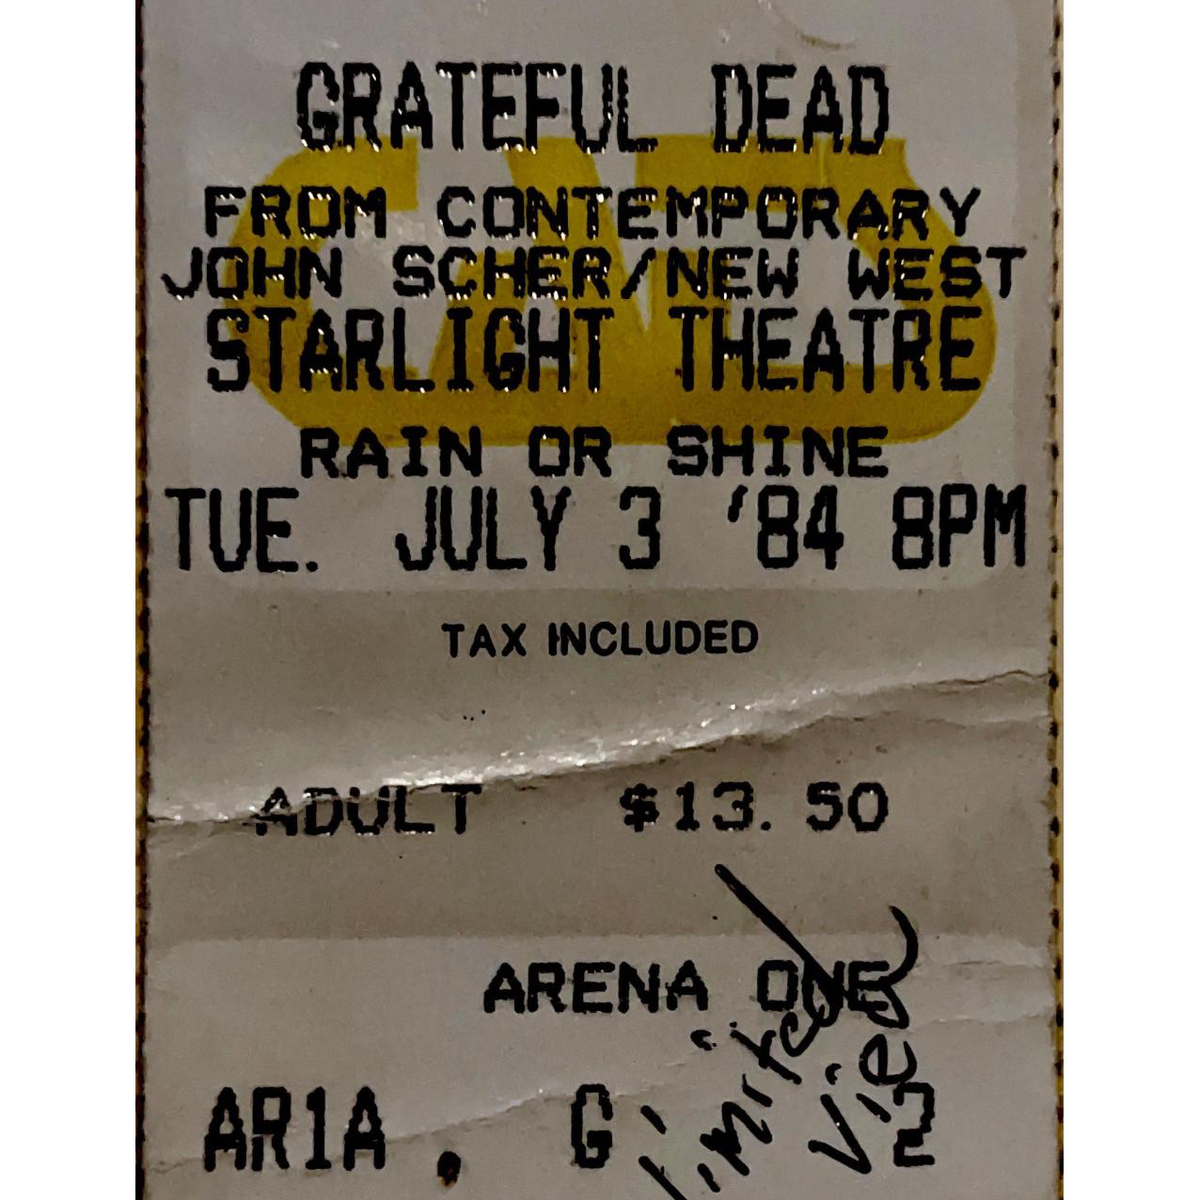 GRATEFUL DEAD
FROM CONTEMPORARY
JOHN SCHER/NEW WEST
STARLIGHT THEATRE
RAIN OR SHINE
TUE. JULY 3 '84 8PM
TAX INCLUDED
ADULT $13.50
ARENA ONE
AR1A . G 2
Limited
View